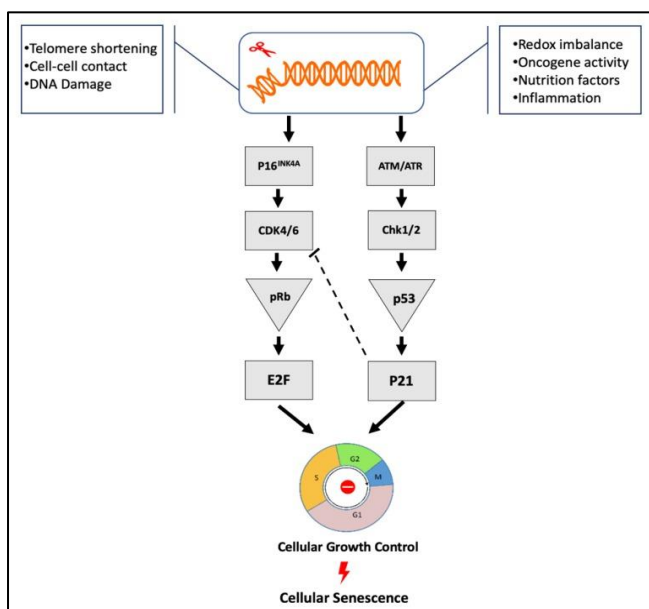 •Telomere shortening
•Cell-cell contact
•DNA Damage
•Redox imbalance
•Oncogene activity
•Nutrition factors
•Inflammation
P16INK4A
ATM/ATR
CDK4/6
Chk1/2
pRb
p53
E2F
P21
G2
S
M
G1
Cellular Growth Control
Cellular Senescence